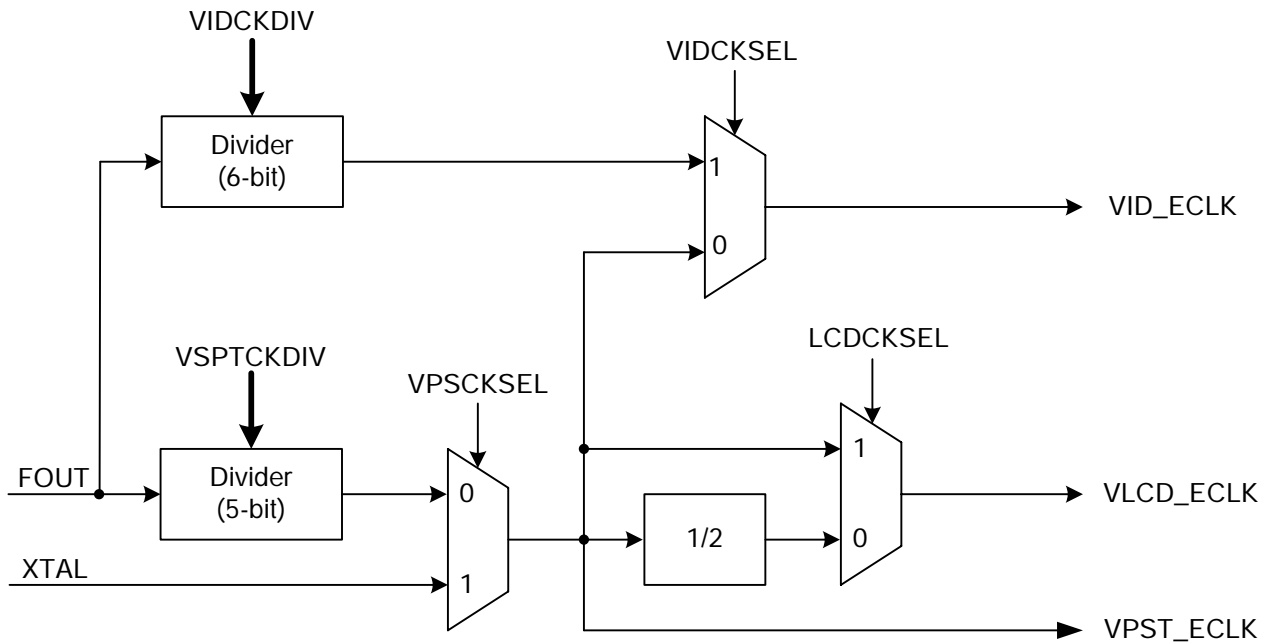 VIDCKDIV
VIDCKSEL
Divider
(6-bit)
1
VID_ECLK
0
LCDCKSEL
VSPTCKDIV
VPSCKSEL
1
FOUT
Divider
(5-bit)
0
VLCD_ECLK
1/2
0
XTAL
1
VPST_ECLK